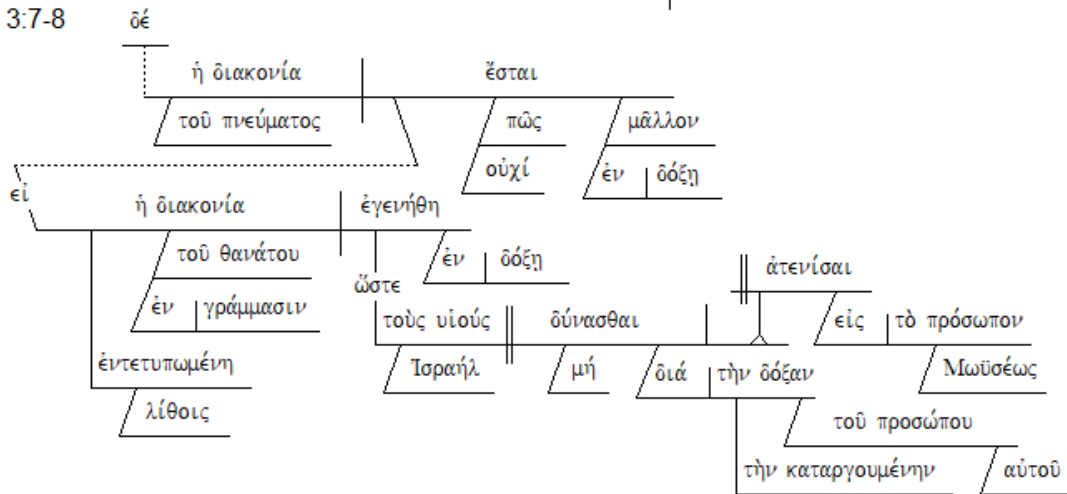 3:7-8 δέ
ἡ διακονία ἔσται
τοῦ πνεύματος πῶς μᾶλλον
οὐχί ἐν δόξῃ
εἰ ἡ διακονία ἐγενήθη
τοῦ θανάτου ἐν δόξῃ ἀτενίσαι
ὥστε
ἐν γράμμασιν τοὺς υἱούς δύνασθαι εἰς τὸ πρόσωπον
ἐντετυπωμένη Ἰσραήλ μή διά τὴν δόξαν Μωϋσέως
λίθοις τοῦ προσώπου
τὴν καταργουμένην αὐτοῦ